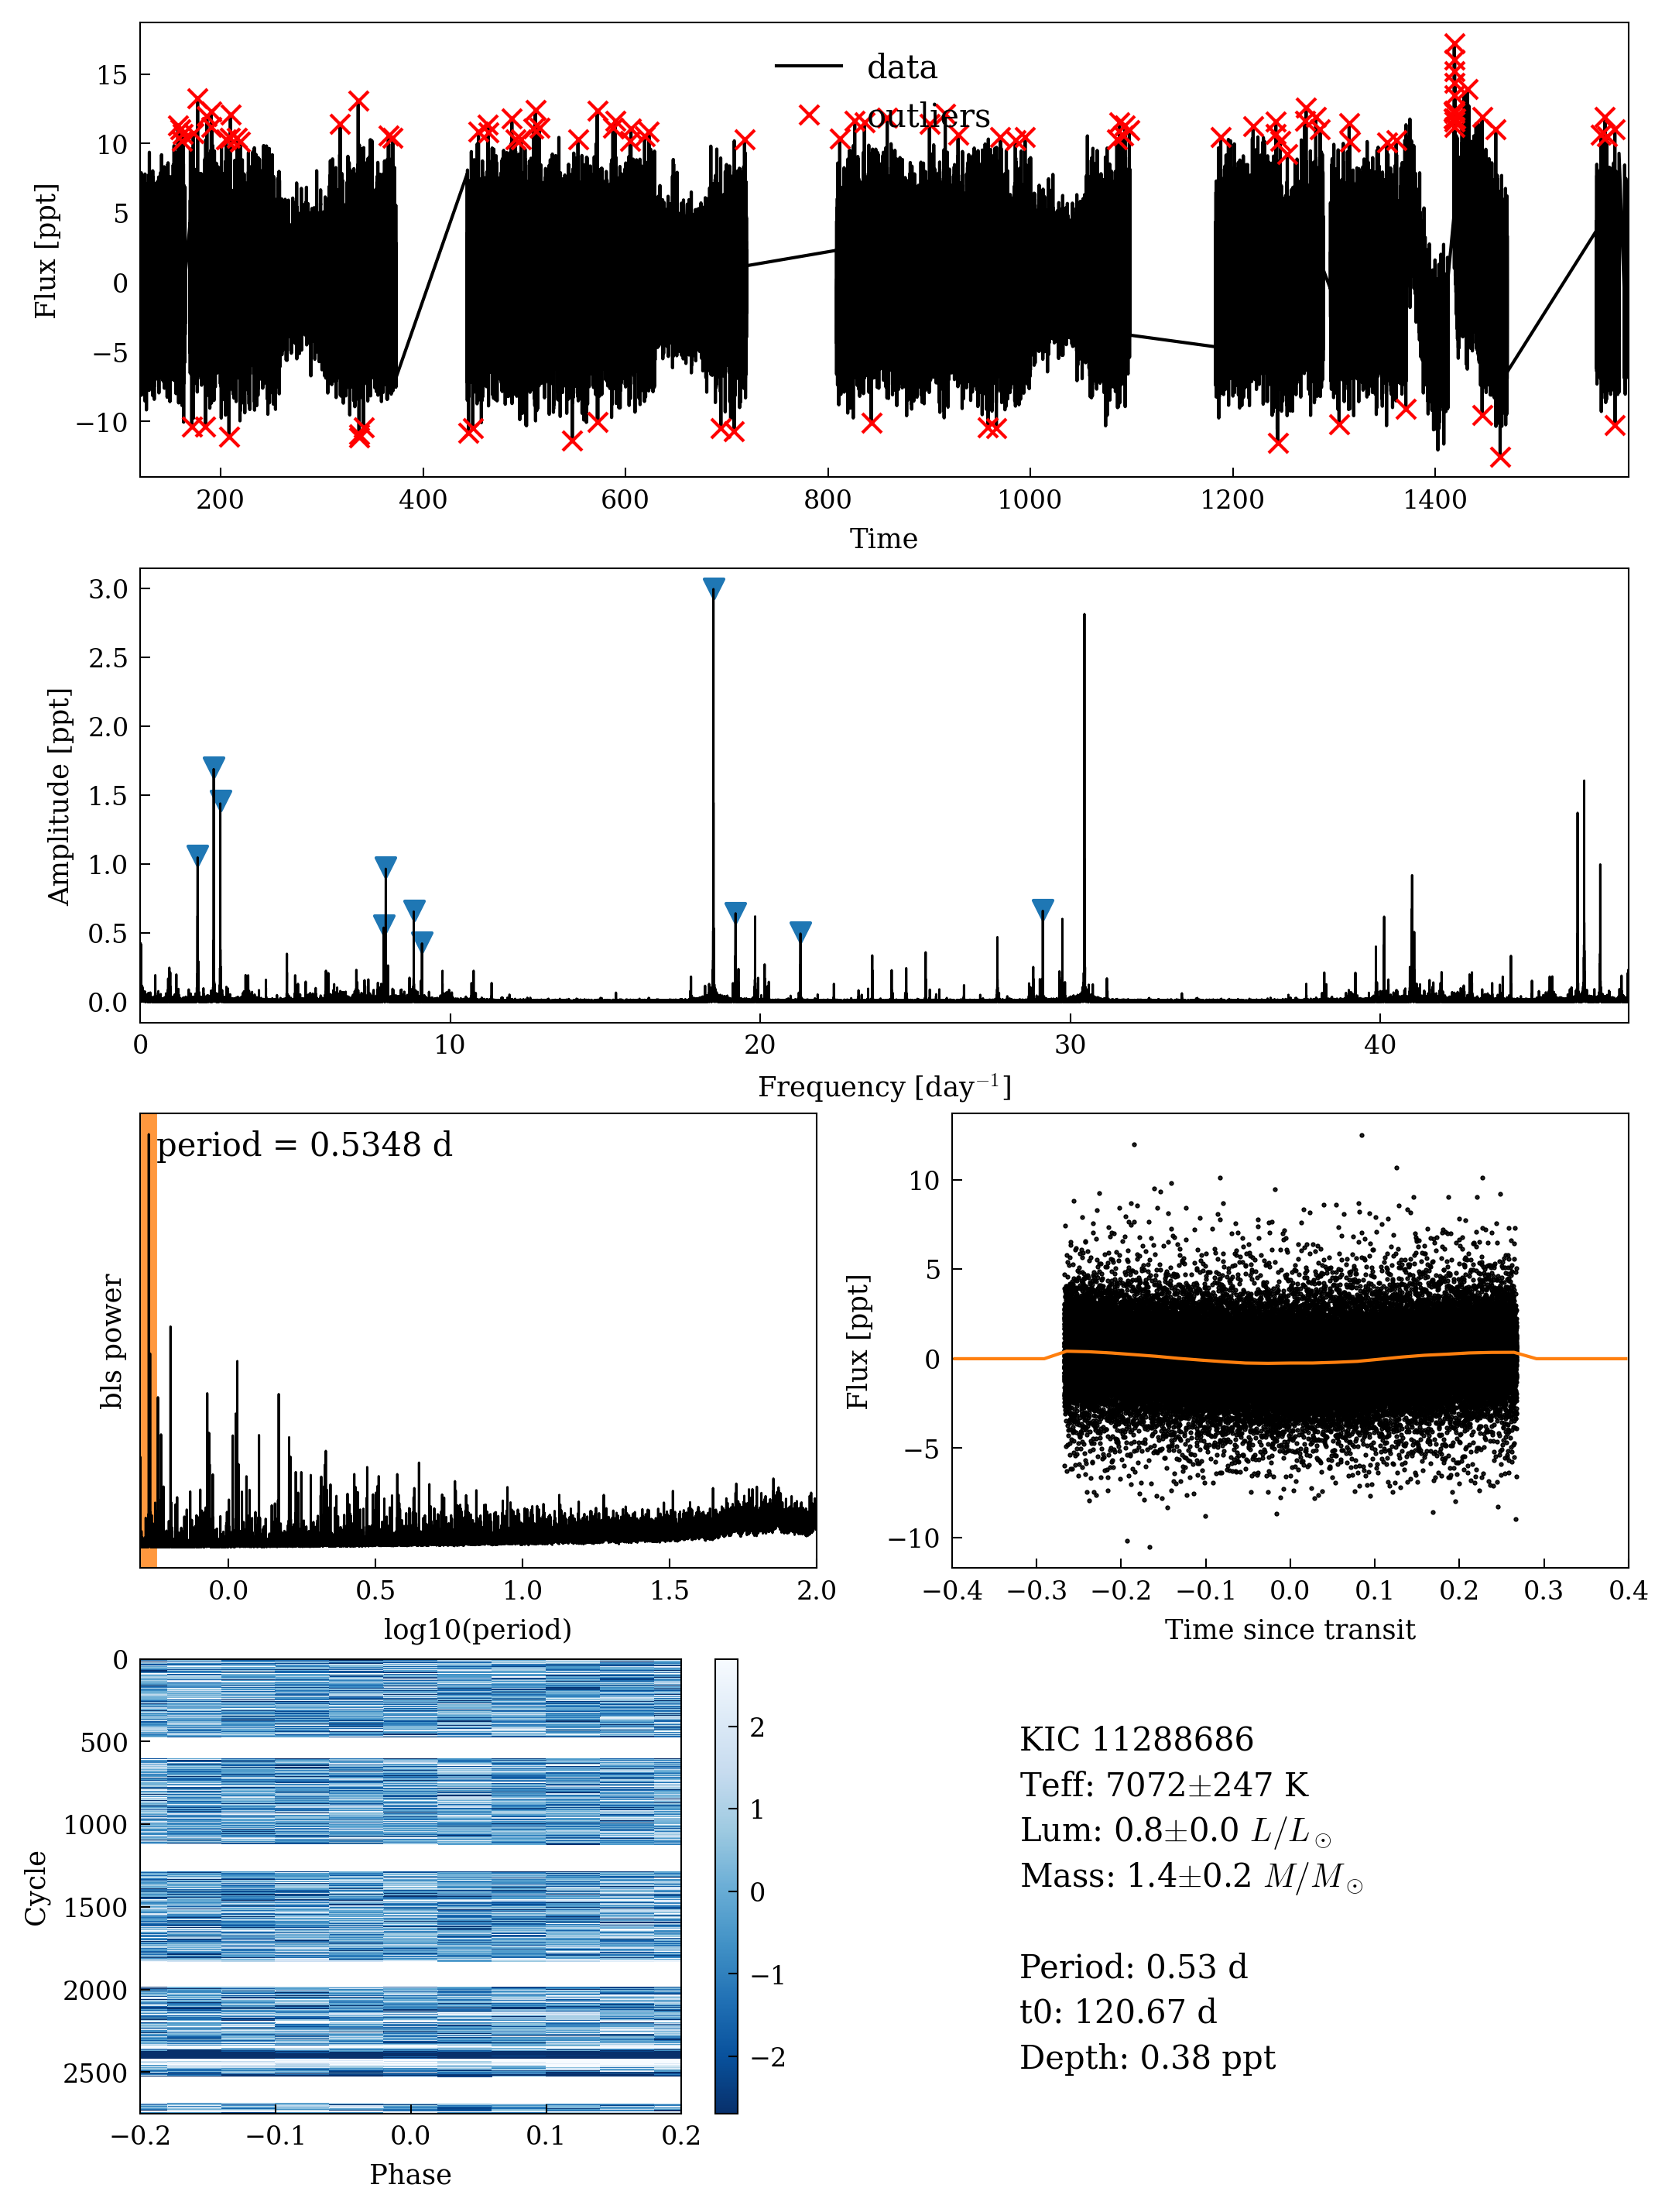 data
outliers
15
10
5
0
−5
−10
Flux [ppt]
200 400 600 800 1000 1200 1400
Time
3.0
2.5
2.0
1.5
1.0
0.5
0.0
Amplitude [ppt]
0 10 20 30 40
Frequency [day⁻¹]
period = 0.5348 d
bls power
0.0 0.5 1.0 1.5 2.0
log10(period)
10
5
0
−5
−10
Flux [ppt]
−0.4 −0.3 −0.2 −0.1 0.0 0.1 0.2 0.3 0.4
Time since transit
0
500
1000
1500
2000
2500
Cycle
−0.2 −0.1 0.0 0.1 0.2
Phase
2
1
0
−1
−2
KIC 11288686
Teff: 7072±247 K
Lum: 0.8±0.0 L/L⊙
Mass: 1.4±0.2 M/M⊙
Period: 0.53 d
t0: 120.67 d
Depth: 0.38 ppt